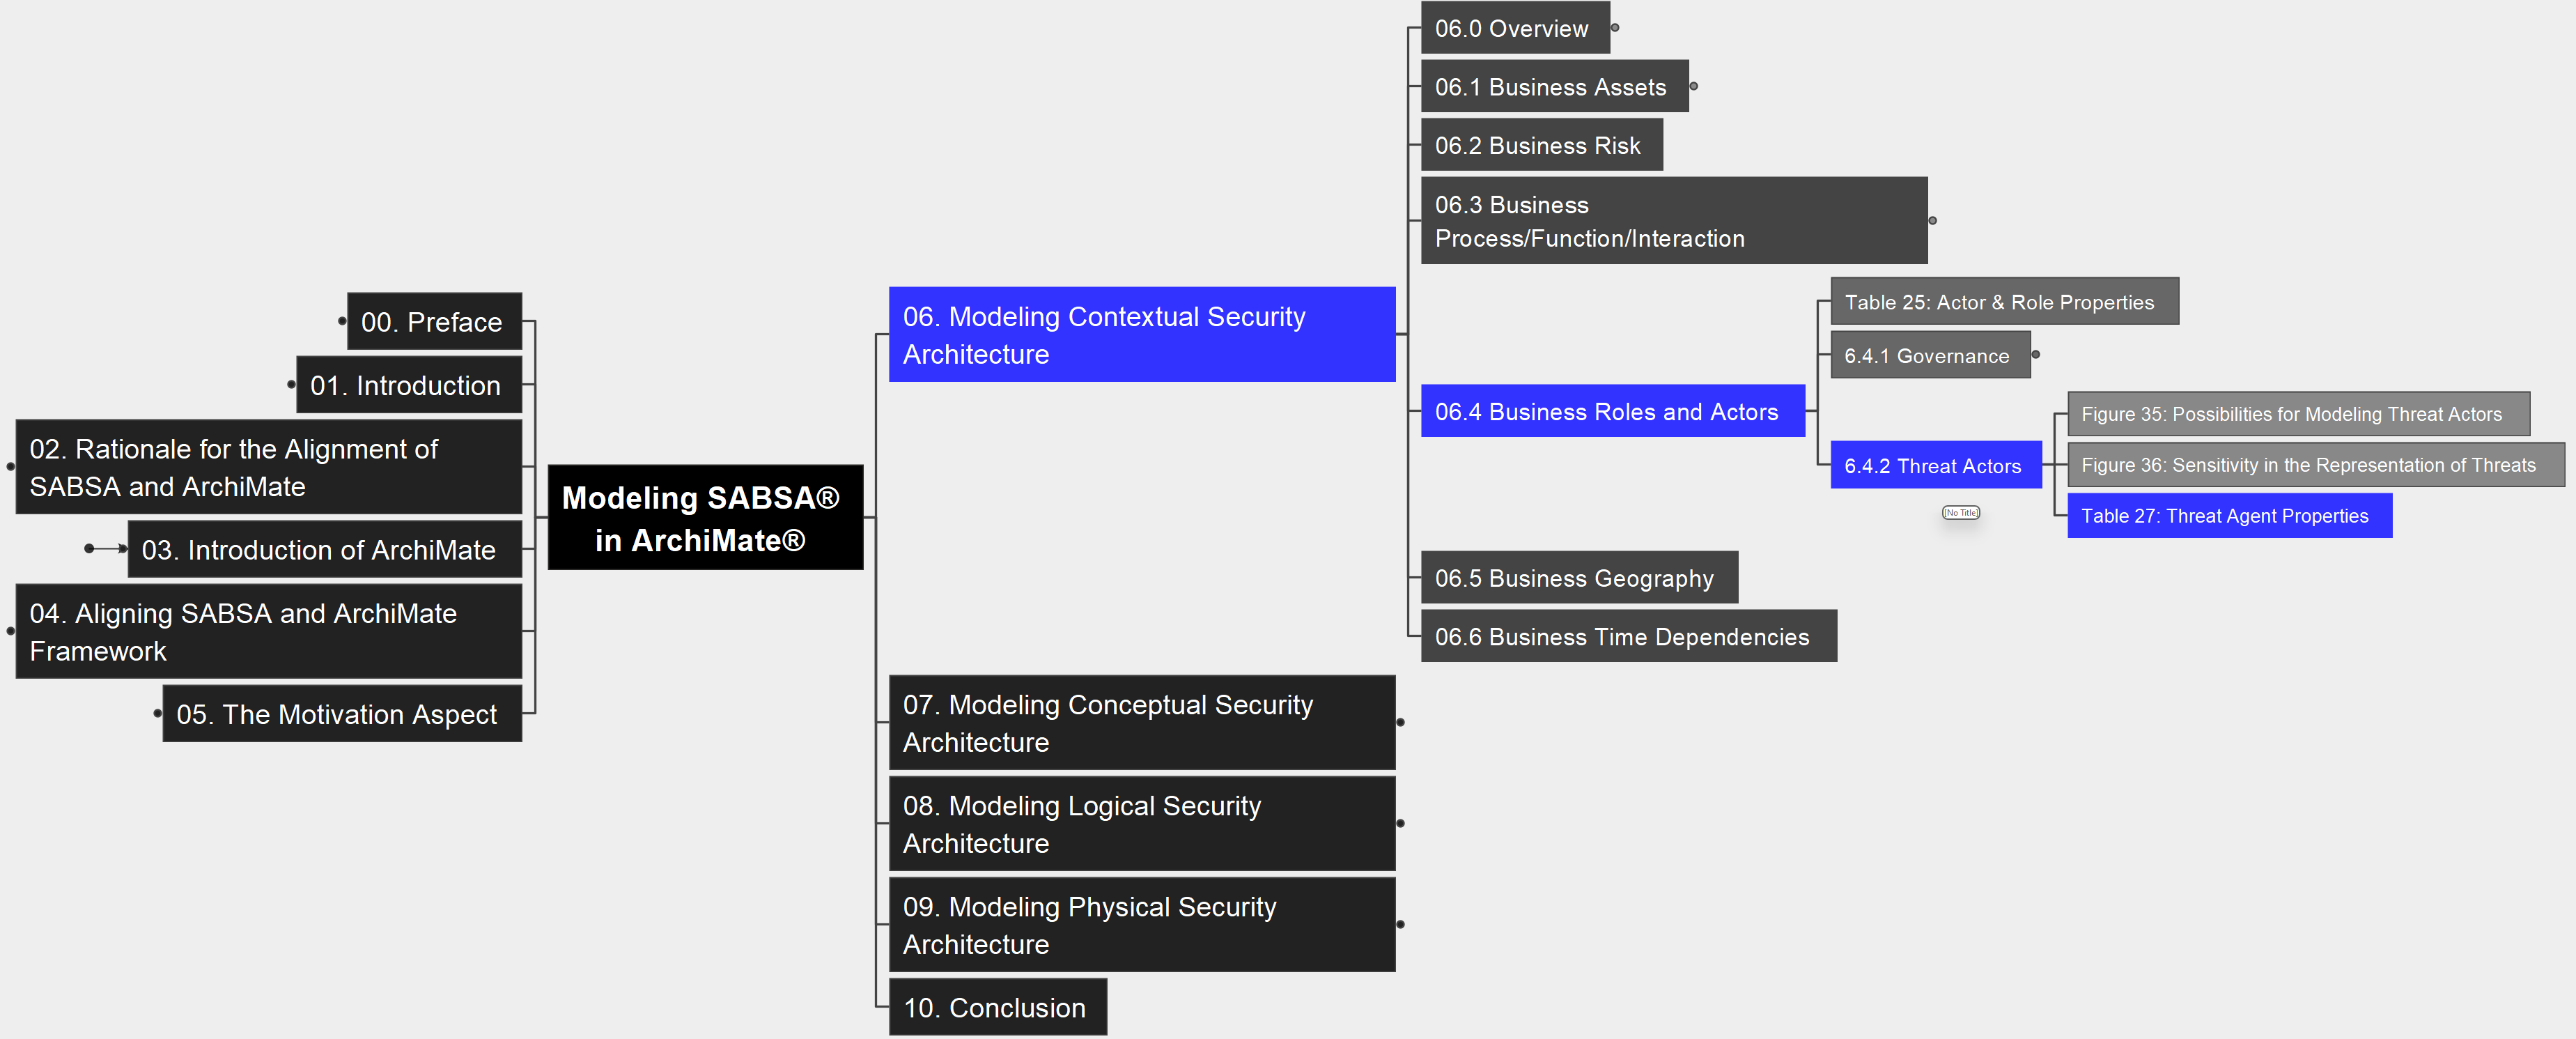 Modeling SABSA®
in ArchiMate®
00. Preface
01. Introduction
02. Rationale for the Alignment of
SABSA and ArchiMate
03. Introduction of ArchiMate
04. Aligning SABSA and ArchiMate
Framework
05. The Motivation Aspect
06. Modeling Contextual Security
Architecture
06.0 Overview
06.1 Business Assets
06.2 Business Risk
06.3 Business
Process/Function/Interaction
06.4 Business Roles and Actors
Table 25: Actor & Role Properties
6.4.1 Governance
6.4.2 Threat Actors
Figure 35: Possibilities for Modeling Threat Actors
Figure 36: Sensitivity in the Representation of Threats
Table 27: Threat Agent Properties
[No Title]
06.5 Business Geography
06.6 Business Time Dependencies
07. Modeling Conceptual Security
Architecture
08. Modeling Logical Security
Architecture
09. Modeling Physical Security
Architecture
10. Conclusion